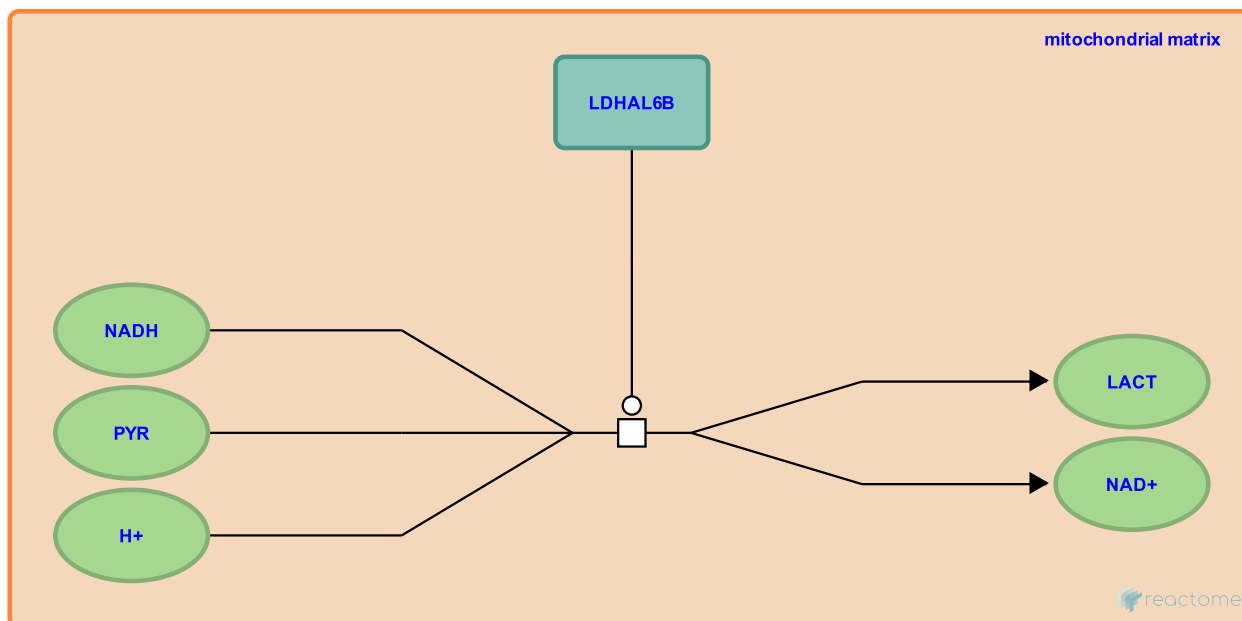 mitochondrial matrix
LDHAL6B
NADH
PYR
H+
LACT
NAD+
reactome